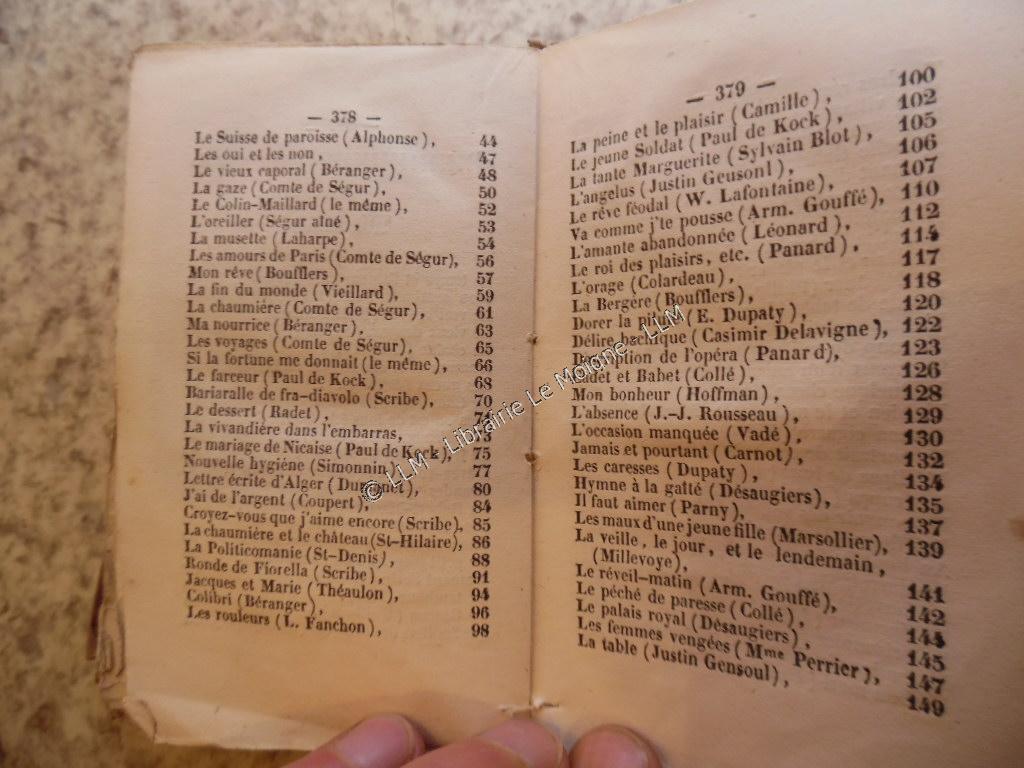 — 378 —
Le Suisse de paroisse (Alphonse), 44
Les oui et les non, 47
Le vieux caporal (Béranger), 48
La gaze (Comte de Ségur), 50
Le Colin-Maillard (le même), 52
L'oreiller (Ségur aîné), 53
La musette (Laharpe), 54
Les amours de Paris (Comte de Ségur), 56
Mon rêve (Boufflers), 57
La fin du monde (Vieillard), 59
La chaumière (Comte de Ségur), 61
Ma nourrice (Béranger), 63
Les voyages (Comte de Ségur), 65
Si la fortune me donnait (le même), 66
Le farceur (Paul de Kock), 68
Bariaralle de fra-diavolo (Scribe), 70
Le dessert (Radet), 71
La vivandière dans l'embarras, 73
Le mariage de Nicaise (Paul de Kock), 75
Nouvelle hygiène (Simonnin), 77
Lettre écrite d'Alger (Dumanet), 80
J'ai de l'argent (Coupert), 84
Croyez-vous que j'aime encore (Scribe), 85
La chaumière et le château (St-Hilaire), 86
La Politicomanie (St-Denis), 88
Ronde de Fiorella (Scribe), 91
Jacques et Marie (Théaulon), 94
Colibri (Béranger), 96
Les rouleurs (L. Fanchon), 98
— 379 —
La peine et le plaisir (Camille), 100
Le jeune Soldat (Paul de Kock), 102
La tante Marguerite (Sylvain Blot), 105
L'angelus (Justin Geusonl), 106
Le rêve féodal (W. Lafontaine), 107
Va comme j'te pousse (Arm. Gouffé), 110
L'amante abandonnée (Léonard), 112
Le roi des plaisirs, etc. (Panard), 114
L'orage (Colardeau), 117
La Bergère (Boufflers), 118
Dorer la pilule (E. Dupaty), 120
Délire bachique (Casimir Delavigne), 122
Description de l'opéra (Panard), 123
Cadet et Babet (Collé), 126
Mon bonheur (Hoffman), 128
L'absence (J.-J. Rousseau), 129
L'occasion manquée (Vadé), 130
Jamais et pourtant (Carnot), 132
Les caresses (Dupaty), 134
Hymne à la gaîté (Désaugiers), 135
Il faut aimer (Parny), 137
Les maux d'une jeune fille (Marsollier), 139
La veille, le jour, et le lendemain,
(Millevoye), 141
Le réveil-matin (Arm. Gouffé), 142
Le péché de paresse (Collé), 144
Le palais royal (Désaugiers), 145
Les femmes vengées (Mme Perrier), 147
La table (Justin Gensoul), 149
© LLM - Librairie Le Moigne - LLM